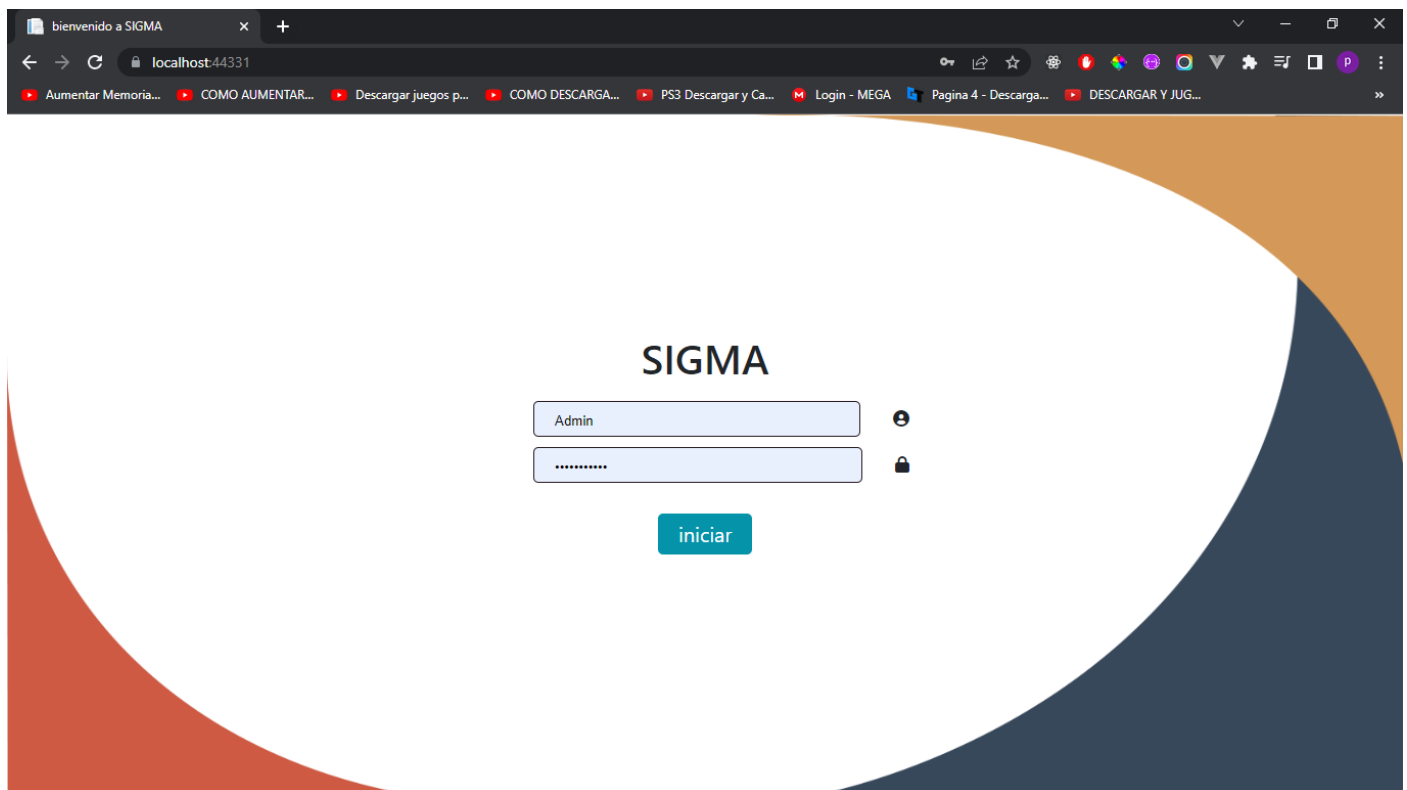 bienvenido a SIGMA
localhost:44331
P
Aumentar Memoria... COMO AUMENTAR... Descargar juegos p... COMO DESCARGA... PS3 Descargar y Ca... Login - MEGA Pagina 4 - Descarga... DESCARGAR Y JUG... »
SIGMA
Admin
•••••••••••
iniciar